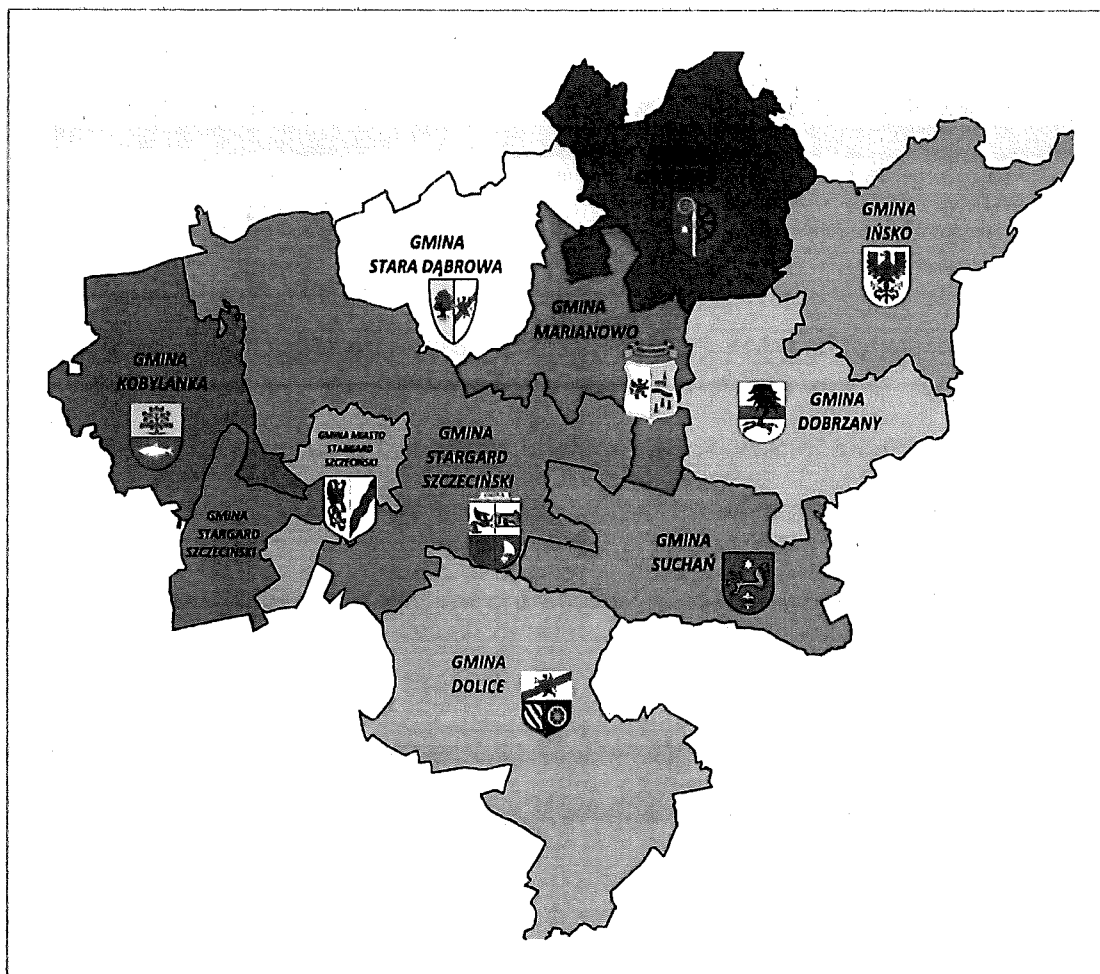 GMINA
STARA DĄBROWA
GMINA
IŃSKO
GMINA
MARIANOWO
GMINA
KOBYLANKA
GMINA
DOBRZANY
GMINA MIASTO
STARGARD
SZCZECIŃSKI
GMINA
STARGARD
SZCZECIŃSKI
GMINA
STARGARD
SZCZECIŃSKI
GMINA
SUCHAŃ
GMINA
DOLICE